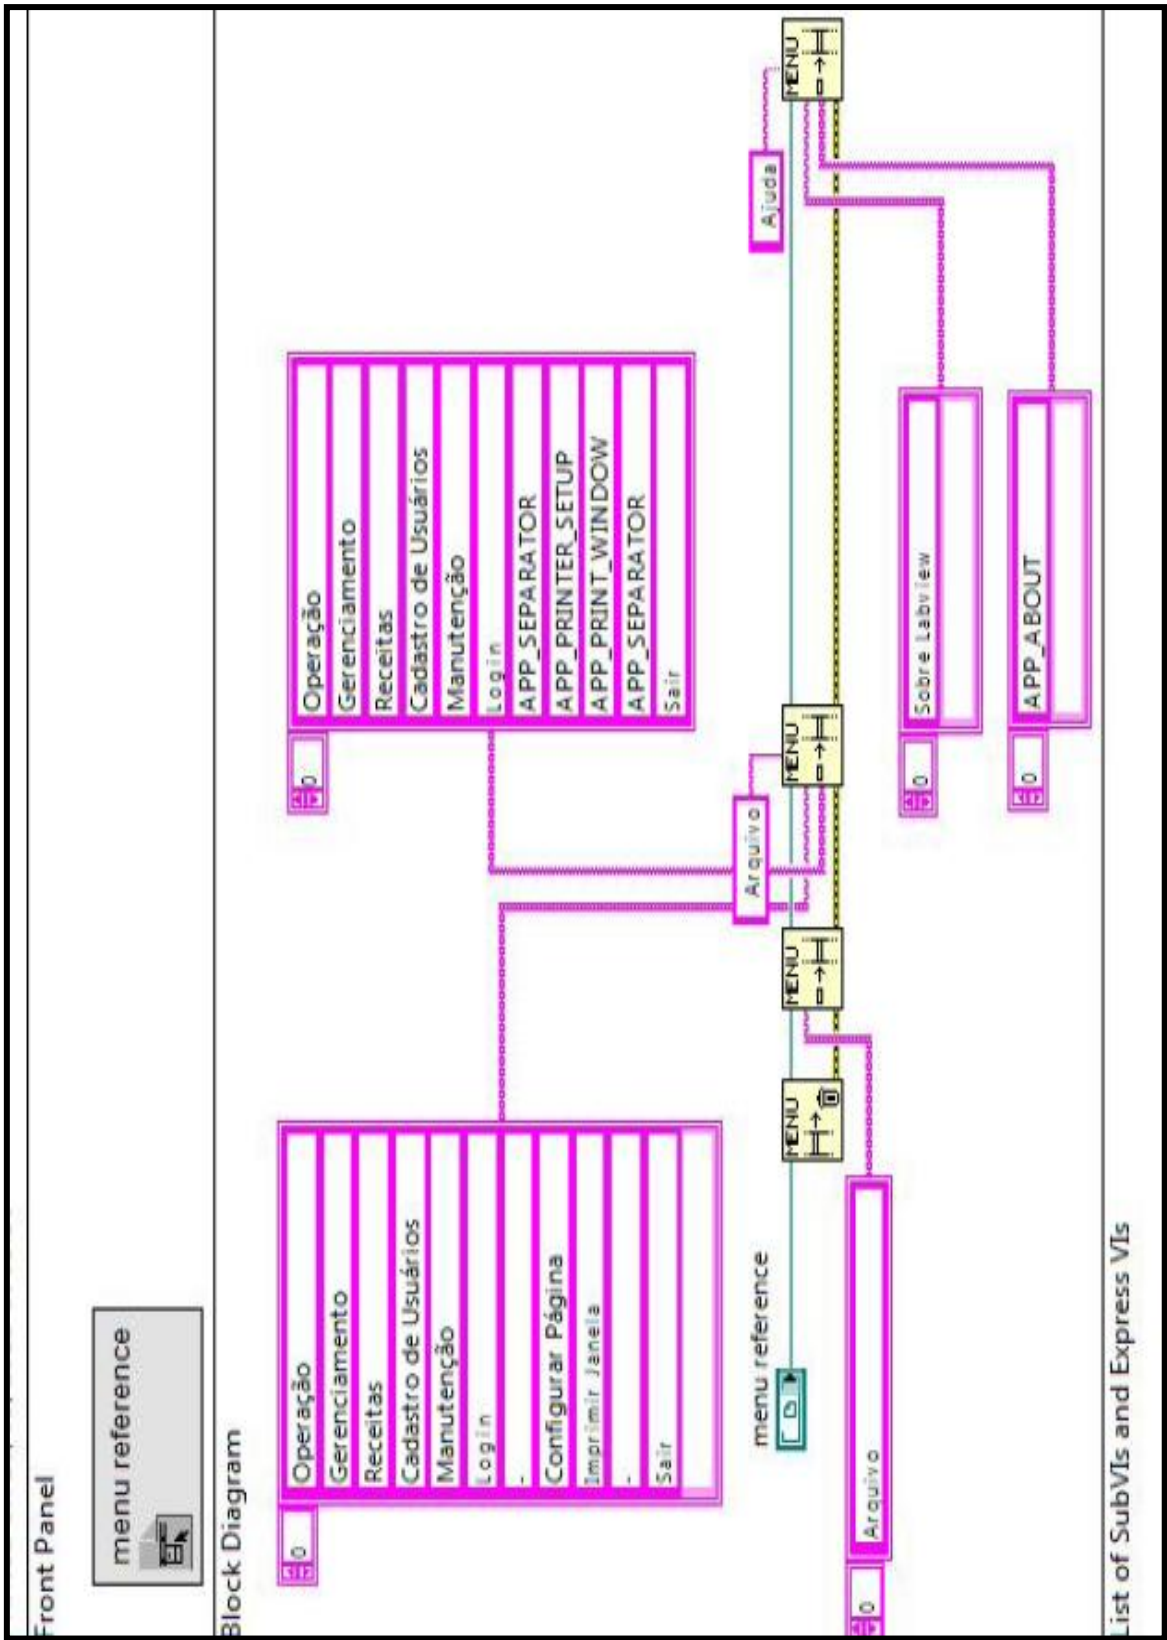 Front Panel
menu reference
Block Diagram
0
Operação
Gerenciamento
Receitas
Cadastro de Usuários
Manutenção
Login
-
Configurar Página
Imprimir Janela
-
Sair
0
Operação
Gerenciamento
Receitas
Cadastro de Usuários
Manutenção
Login
APP_SEPARATOR
APP_PRINTER_SETUP
APP_PRINT_WINDOW
APP_SEPARATOR
Sair
Arquivo
Ajuda
menu reference
MENU
MENU
MENU
MENU
0
Arquivo
0
Sobre Labview
0
APP_ABOUT
List of SubVIs and Express VIs